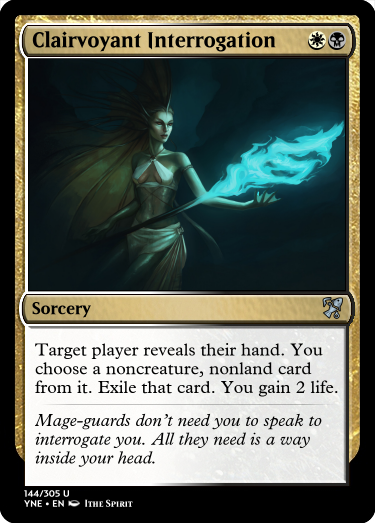 Clairvoyant Interrogation
Sorcery
Target player reveals their hand. You
choose a noncreature, nonland card
from it. Exile that card. You gain 2 life.
Mage-guards don't need you to speak to
interrogate you. All they need is a way
inside your head.
144/305 U
YNE • EN Ithe Spirit